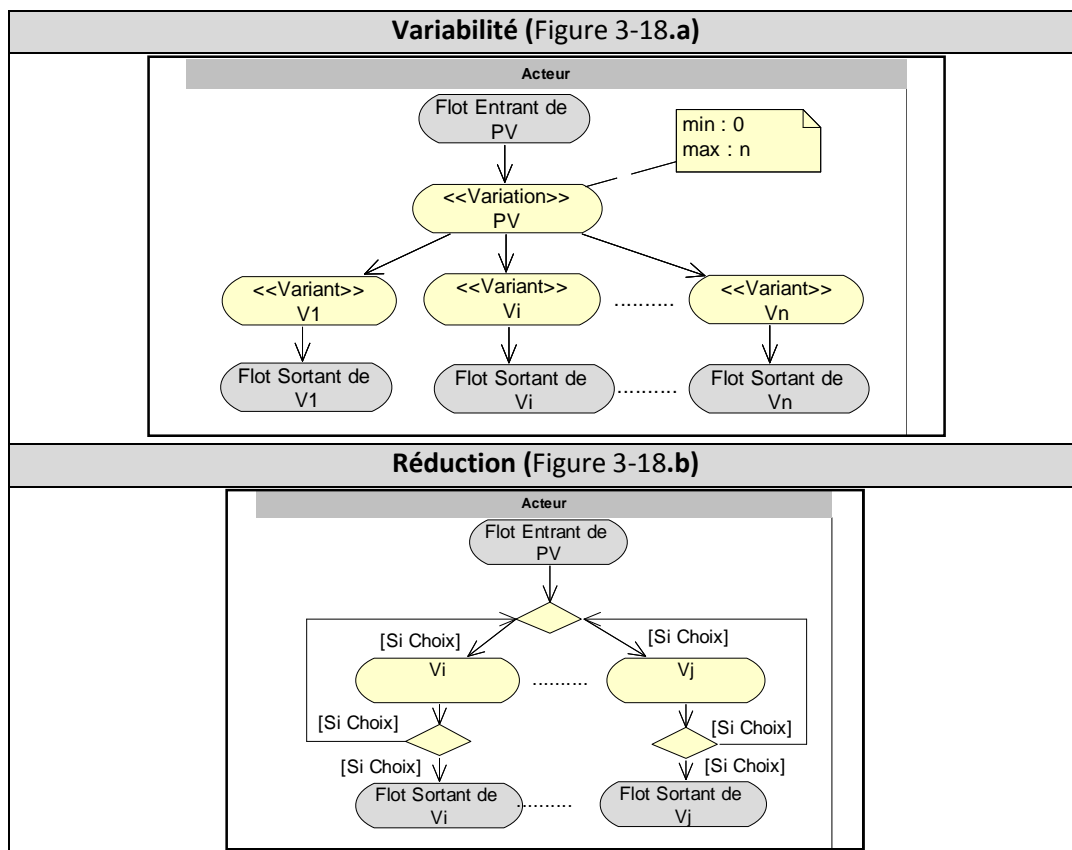 Variabilité (Figure 3-18.a)
Acteur
Flot Entrant de
PV
min : 0
max : n
<<Variation>>
PV
<<Variant>>
V1
<<Variant>>
Vi
..........
<<Variant>>
Vn
Flot Sortant de
V1
Flot Sortant de
Vi
..........
Flot Sortant de
Vn
Réduction (Figure 3-18.b)
Acteur
Flot Entrant de
PV
[Si Choix]
[Si Choix]
Vi
..........
Vj
[Si Choix]
[Si Choix]
[Si Choix]
[Si Choix]
Flot Sortant de
Vi
..........
Flot Sortant de
Vj